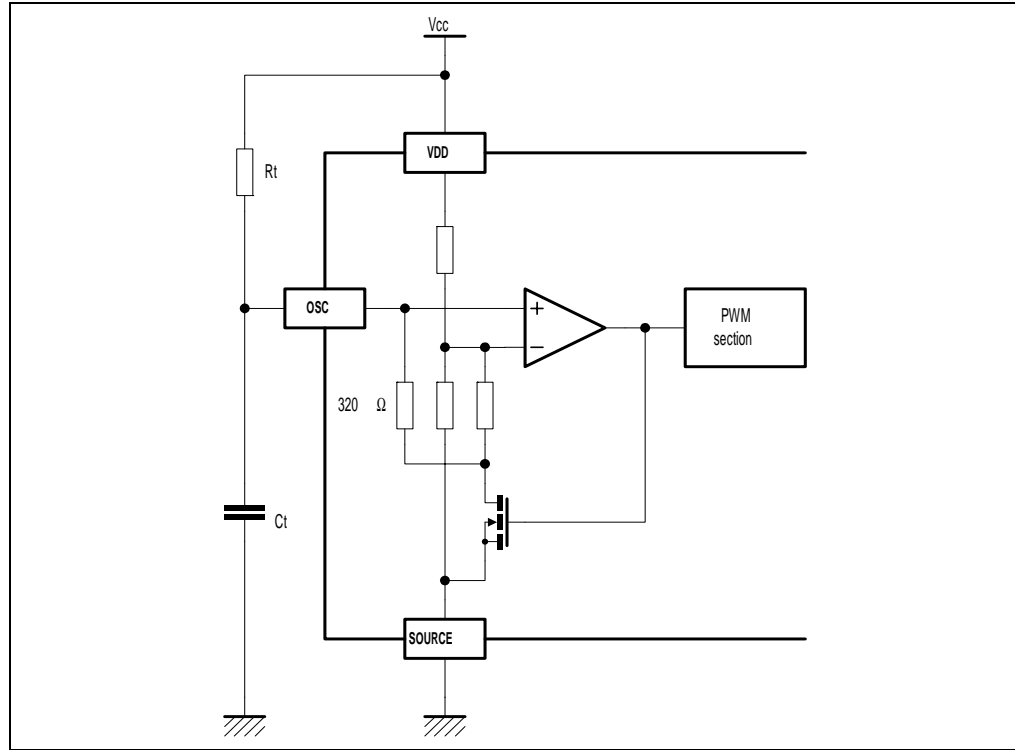 Vcc
VDD
Rt
OSC
+
PWM
section
−
320 Ω
Ct
SOURCE